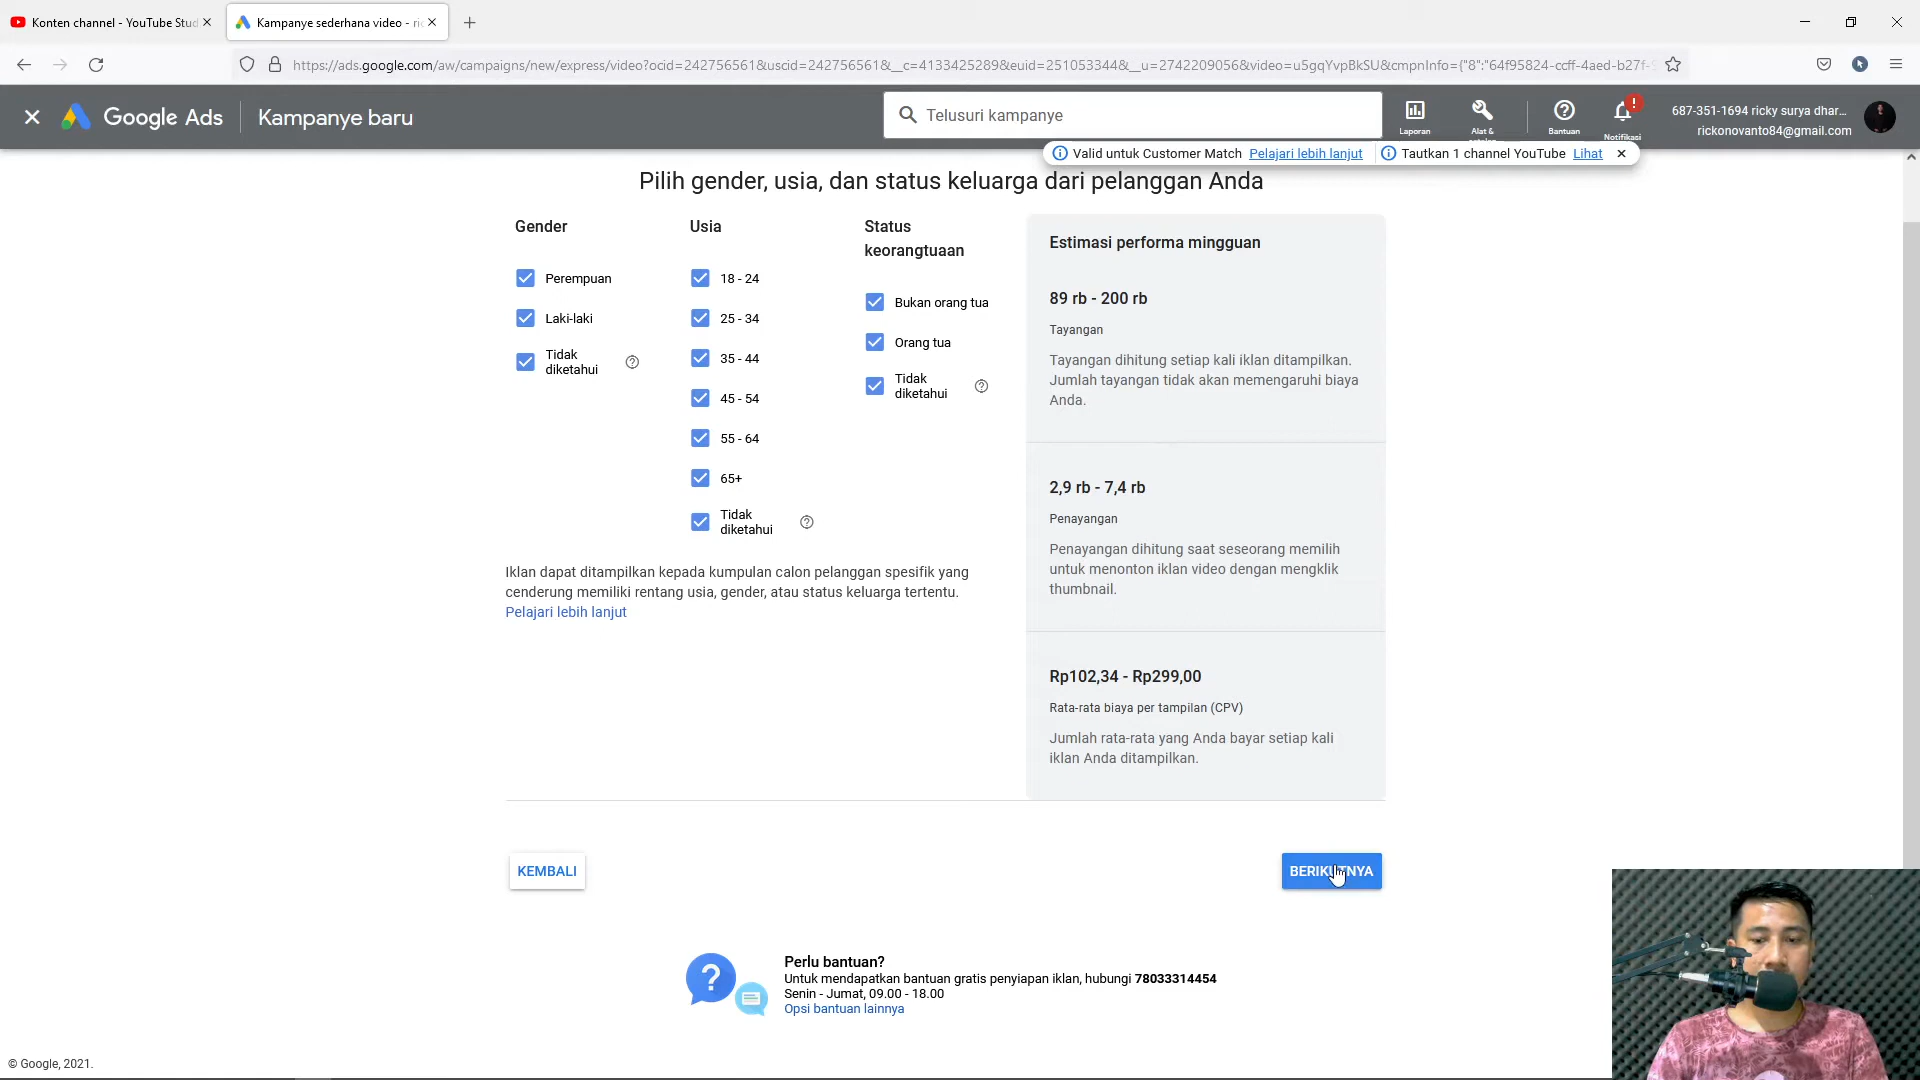 Konten channel - YouTube Stud
Kampanye sederhana video - ri
https://ads.google.com/aw/campaigns/new/express/video?ocid=242756561&uscid=242756561&__c=4133425289&euid=251053344&__u=2742209056&video=u5gqYvpBkSU&cmpnInfo={"8":"64f95824-ccff-4aed-b27f-9
Google Ads
Kampanye baru
Telusuri kampanye
Laporan
Alat &
Bantuan
Notifikasi
687-351-1694 ricky surya dhar...
rickonovanto84@gmail.com
Valid untuk Customer Match Pelajari lebih lanjut
Tautkan 1 channel YouTube Lihat
Pilih gender, usia, dan status keluarga dari pelanggan Anda
Gender
Perempuan
Laki-laki
Tidak
diketahui
Usia
18 - 24
25 - 34
35 - 44
45 - 54
55 - 64
65+
Tidak
diketahui
Status
keorangtuaan
Bukan orang tua
Orang tua
Tidak
diketahui
Iklan dapat ditampilkan kepada kumpulan calon pelanggan spesifik yang
cenderung memiliki rentang usia, gender, atau status keluarga tertentu.
Pelajari lebih lanjut
Estimasi performa mingguan
89 rb - 200 rb
Tayangan
Tayangan dihitung setiap kali iklan ditampilkan.
Jumlah tayangan tidak akan memengaruhi biaya
Anda.
2,9 rb - 7,4 rb
Penayangan
Penayangan dihitung saat seseorang memilih
untuk menonton iklan video dengan mengklik
thumbnail.
Rp102,34 - Rp299,00
Rata-rata biaya per tampilan (CPV)
Jumlah rata-rata yang Anda bayar setiap kali
iklan Anda ditampilkan.
KEMBALI
BERIKUTNYA
Perlu bantuan?
Untuk mendapatkan bantuan gratis penyiapan iklan, hubungi 78033314454
Senin - Jumat, 09.00 - 18.00
Opsi bantuan lainnya
© Google, 2021.